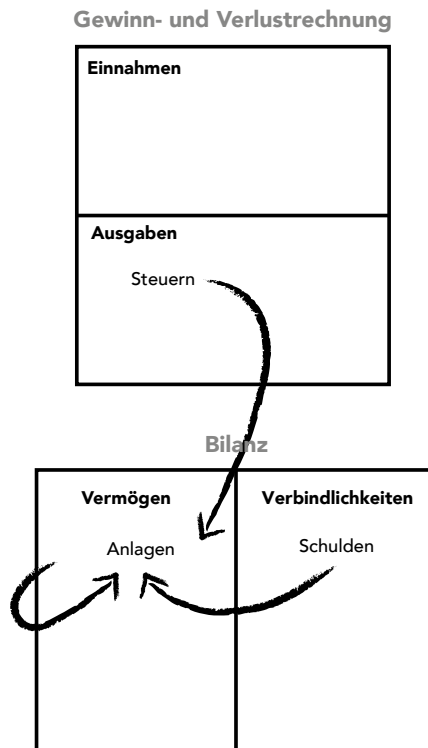 Gewinn- und Verlustrechnung
Einnahmen
Ausgaben
Steuern
Bilanz
Vermögen
Verbindlichkeiten
Anlagen
Schulden